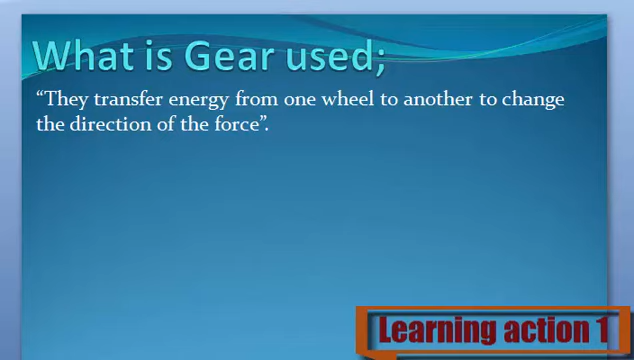 What is Gear used;
“They transfer energy from one wheel to another to change
the direction of the force”.
Learning action 1